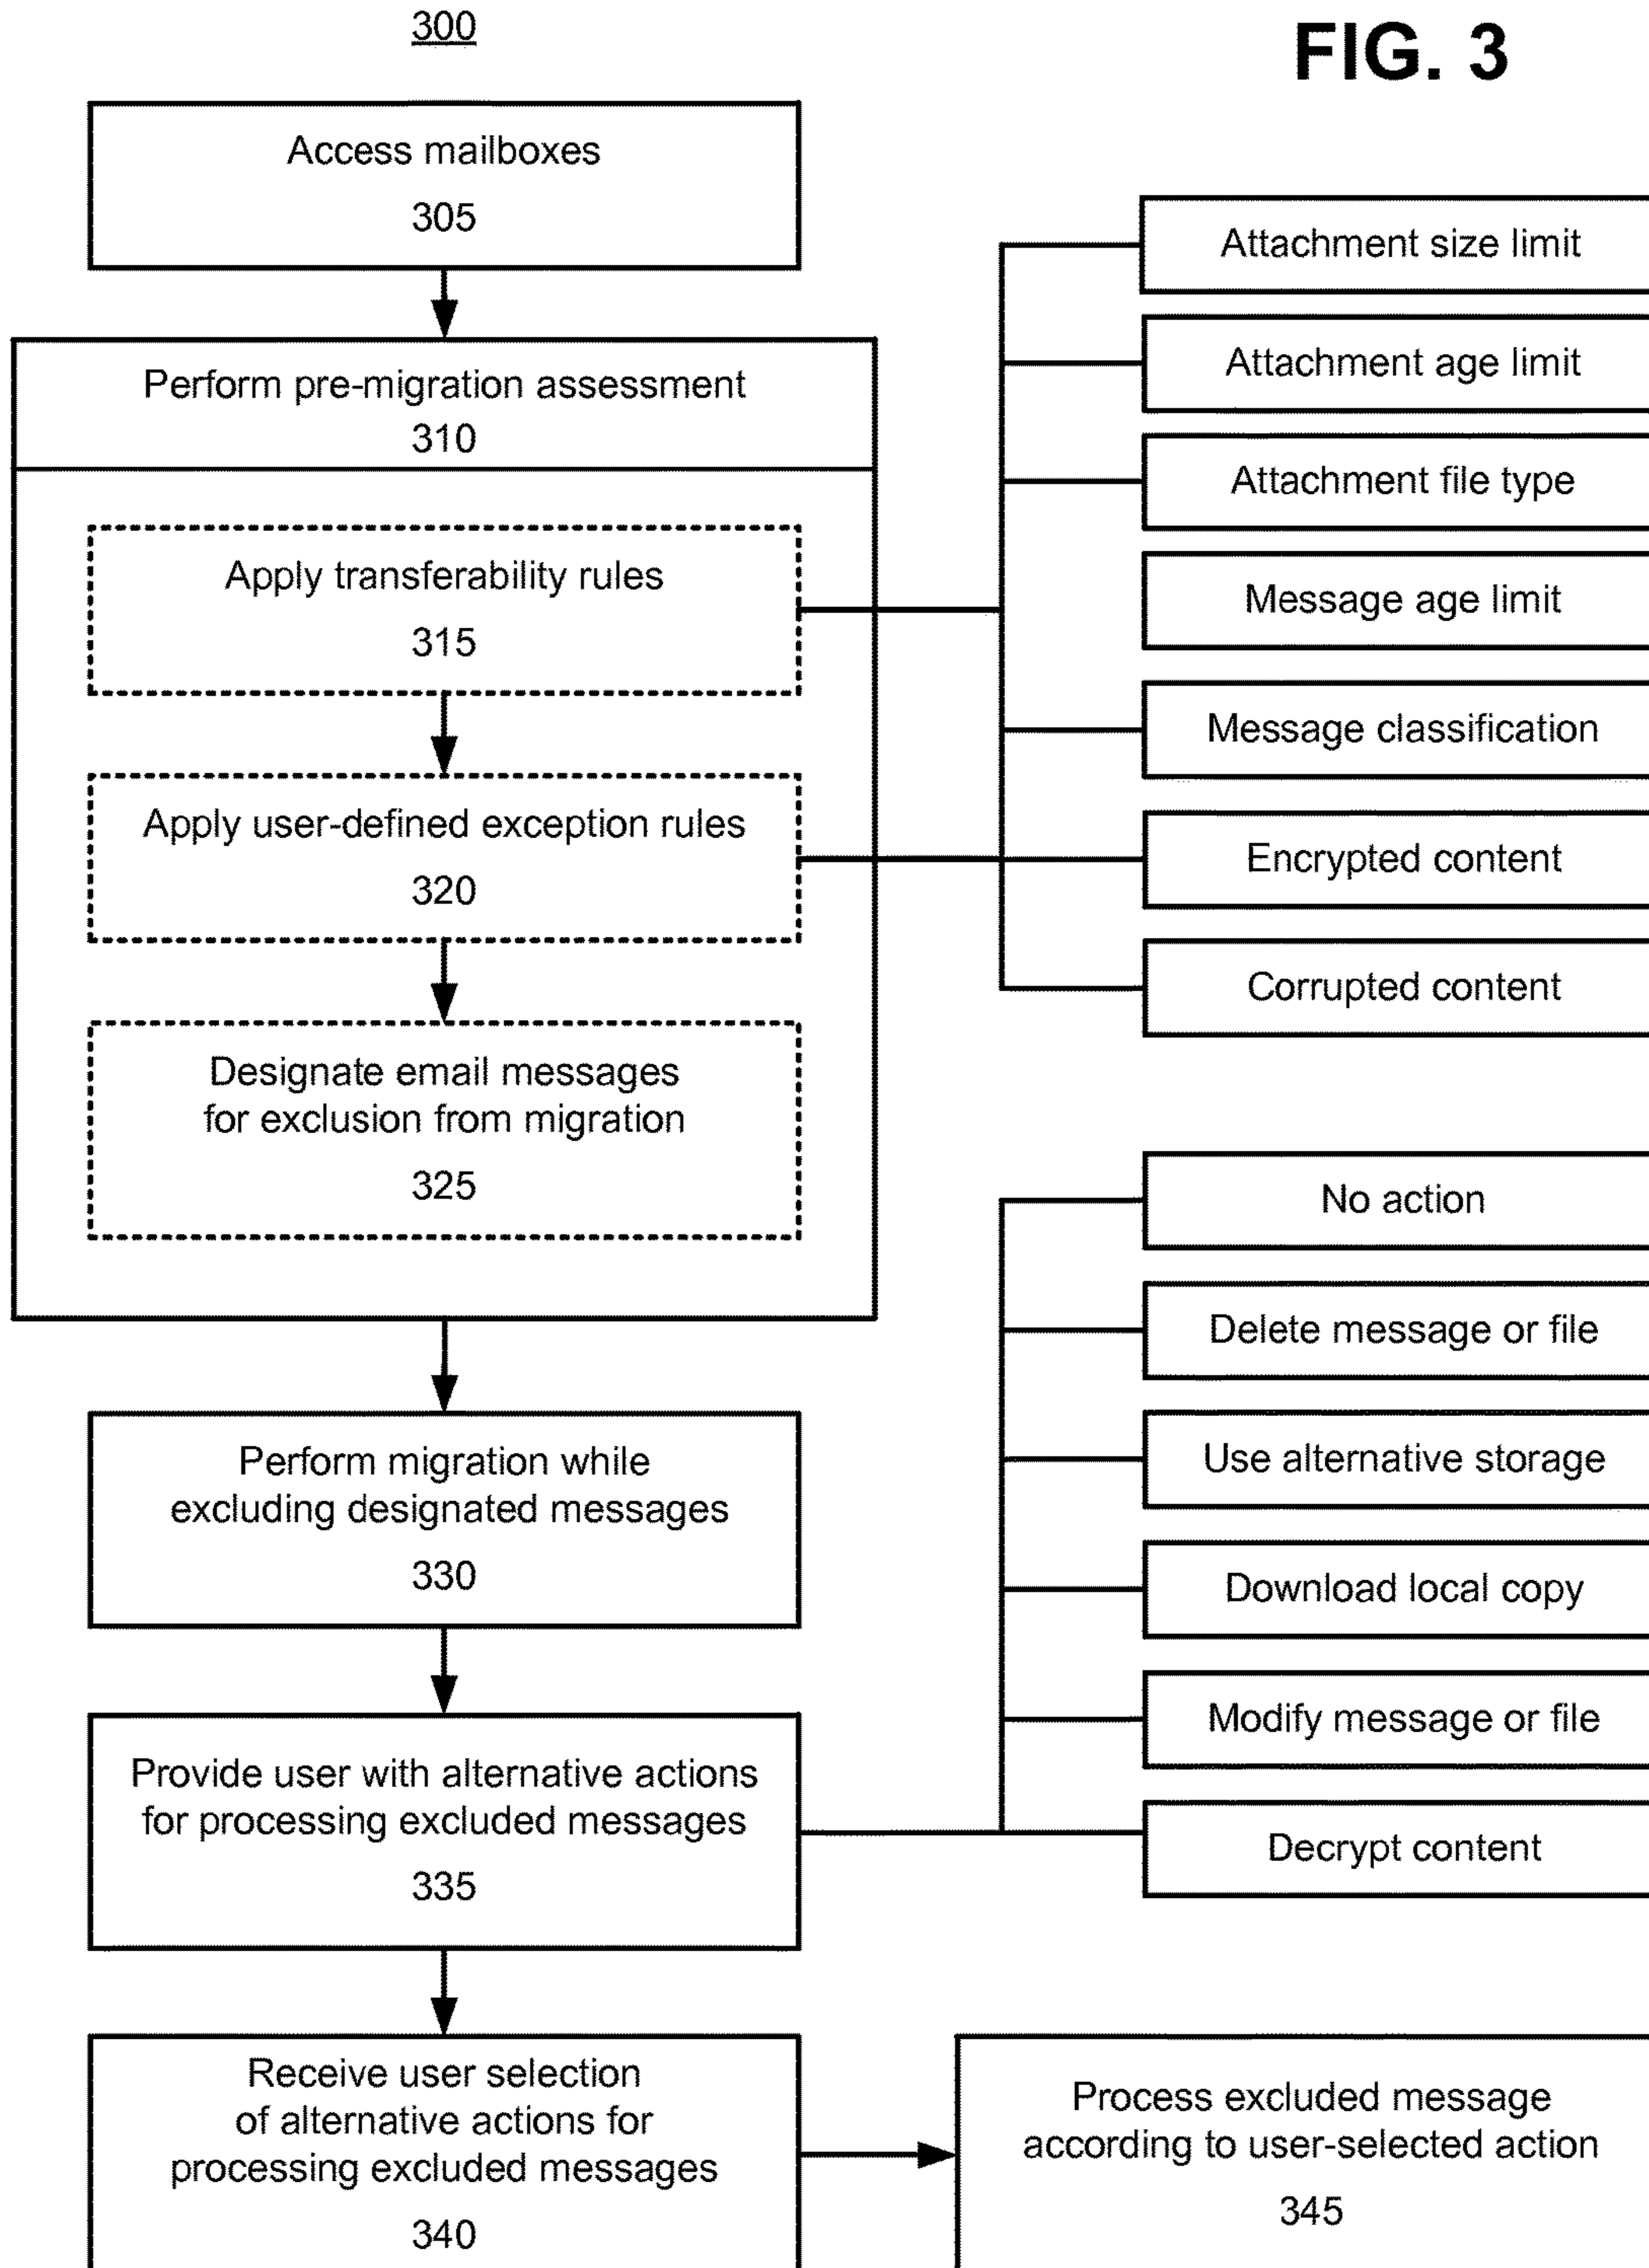 300
FIG. 3
Access mailboxes
305
Perform pre-migration assessment
310
Apply transferability rules
315
Apply user-defined exception rules
320
Designate email messages
for exclusion from migration
325
Attachment size limit
Attachment age limit
Attachment file type
Message age limit
Message classification
Encrypted content
Corrupted content
Perform migration while
excluding designated messages
330
Provide user with alternative actions
for processing excluded messages
335
No action
Delete message or file
Use alternative storage
Download local copy
Modify message or file
Decrypt content
Receive user selection
of alternative actions for
processing excluded messages
340
Process excluded message
according to user-selected action
345